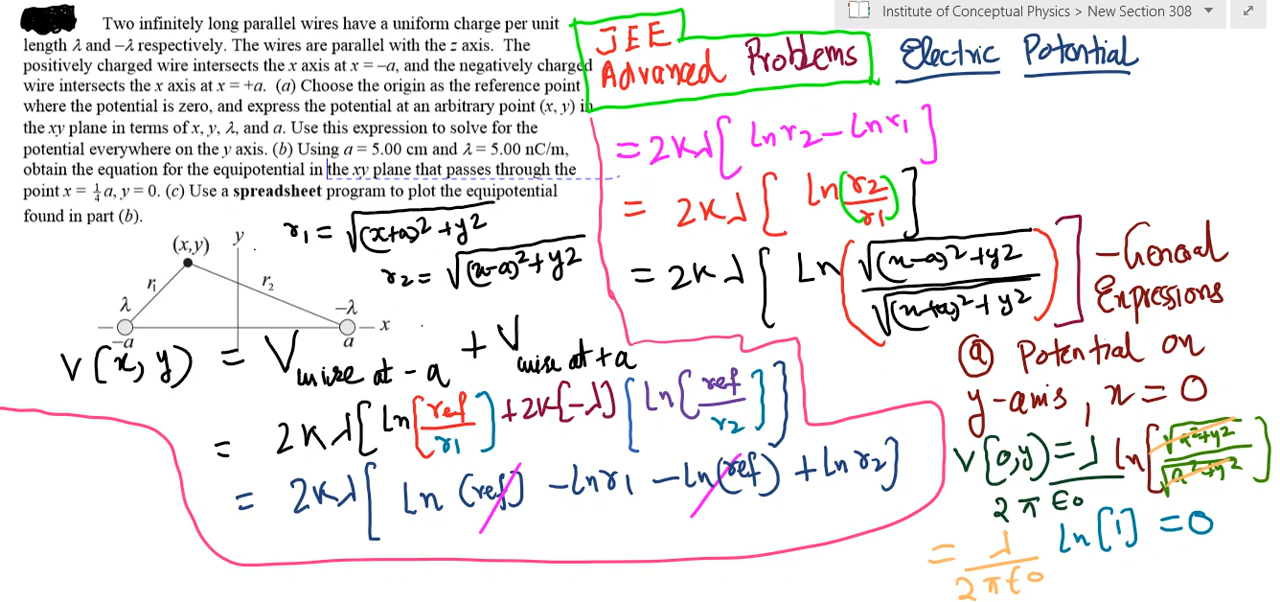 Institute of Conceptual Physics > New Section 308
Two infinitely long parallel wires have a uniform charge per unit
length λ and −λ respectively. The wires are parallel with the z axis. The
positively charged wire intersects the x axis at x = −a, and the negatively charged
wire intersects the x axis at x = +a. (a) Choose the origin as the reference point
where the potential is zero, and express the potential at an arbitrary point (x, y) in
the xy plane in terms of x, y, λ, and a. Use this expression to solve for the
potential everywhere on the y axis. (b) Using a = 5.00 cm and λ = 5.00 nC/m,
obtain the equation for the equipotential in the xy plane that passes through the
point x = ¼ a, y = 0. (c) Use a spreadsheet program to plot the equipotential
found in part (b).
JEE
Advanced Problems Electric Potential
r1 = √((x+a)²+y²)
r2 = √((x-a)²+y²)
(x,y) y
r1 r2
λ −λ
x
−a a
V(x,y) = V wire at -a + V wire at +a
= 2Kλ[ln[ref/r1] + 2K[-λ][ln[ref/r2]]
= 2Kλ[ln(ref) - lnr1 - ln(ref) + lnr2]
= 2Kλ[lnr2 - lnr1]
= 2Kλ[ln(r2/r1)]
= 2Kλ[ln(√((x-a)²+y²)/√((x+a)²+y²))] - General
Expressions
(a) Potential on
y-axis, x = 0
V(0,y) = λ/2πε0 ln[√(a²+y²)/√(a²+y²)]
= λ/2πε0 ln[1] = 0